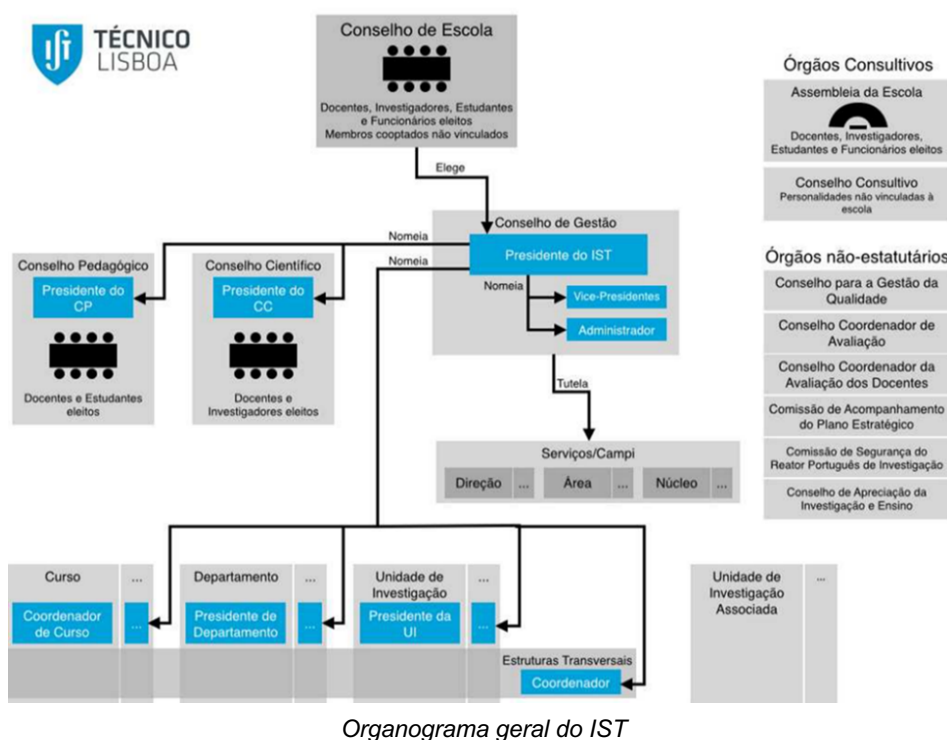 TÉCNICO
LISBOA
Conselho de Escola
Docentes, Investigadores, Estudantes
e Funcionários eleitos
Membros cooptados não vinculados
Elege
Órgãos Consultivos
Assembleia da Escola
Docentes, Investigadores,
Estudantes e Funcionários eleitos
Conselho Consultivo
Personalidades não vinculadas à
escola
Conselho de Gestão
Presidente do IST
Nomeia
Vice-Presidentes
Administrador
Nomeia
Nomeia
Conselho Pedagógico
Presidente do
CP
Docentes e Estudantes
eleitos
Conselho Científico
Presidente do
CC
Docentes e
Investigadores eleitos
Tutela
Serviços/Campi
Direção
...
Área
...
Núcleo
...
Órgãos não-estatutários
Conselho para a Gestão da
Qualidade
Conselho Coordenador de
Avaliação
Conselho Coordenador da
Avaliação dos Docentes
Comissão de Acompanhamento
do Plano Estratégico
Comissão de Segurança do
Reator Português de Investigação
Conselho de Apreciação da
Investigação e Ensino
Curso
...
Coordenador
de Curso
...
Departamento
...
Presidente de
Departamento
...
Unidade de
Investigação
...
Presidente da
UI
...
Estruturas Transversais
Coordenador
Unidade de
Investigação
Associada
...
Organograma geral do IST